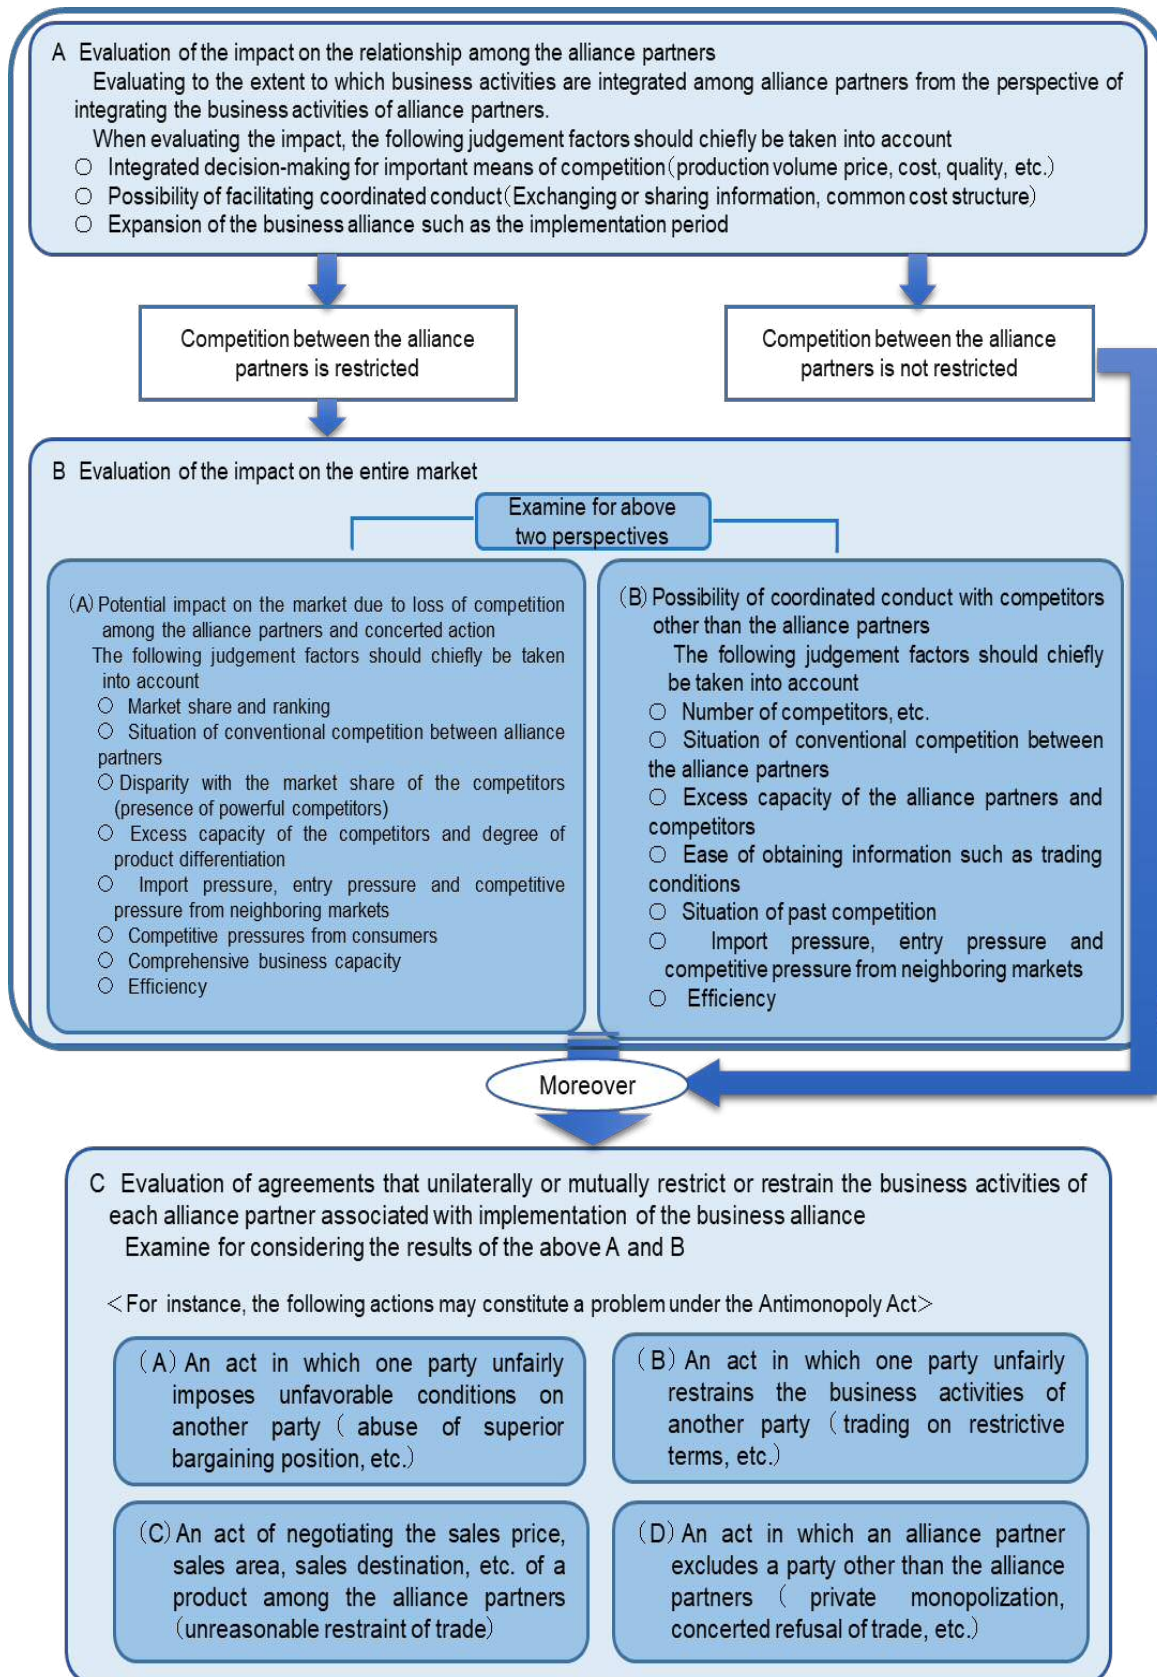 A Evaluation of the impact on the relationship among the alliance partners
Evaluating to the extent to which business activities are integrated among alliance partners from the perspective of
integrating the business activities of alliance partners.
When evaluating the impact, the following judgement factors should chiefly be taken into account
○ Integrated decision-making for important means of competition(production volume price, cost, quality, etc.)
○ Possibility of facilitating coordinated conduct(Exchanging or sharing information, common cost structure)
○ Expansion of the business alliance such as the implementation period
Competition between the alliance
partners is restricted
Competition between the alliance
partners is not restricted
B Evaluation of the impact on the entire market
Examine for above
two perspectives
(A) Potential impact on the market due to loss of competition
among the alliance partners and concerted action
The following judgement factors should chiefly be taken
into account
○ Market share and ranking
○ Situation of conventional competition between alliance
partners
○ Disparity with the market share of the competitors
(presence of powerful competitors)
○ Excess capacity of the competitors and degree of
product differentiation
○ Import pressure, entry pressure and competitive
pressure from neighboring markets
○ Competitive pressures from consumers
○ Comprehensive business capacity
○ Efficiency
(B) Possibility of coordinated conduct with competitors
other than the alliance partners
The following judgement factors should chiefly
be taken into account
○ Number of competitors, etc.
○ Situation of conventional competition between
the alliance partners
○ Excess capacity of the alliance partners and
competitors
○ Ease of obtaining information such as trading
conditions
○ Situation of past competition
○ Import pressure, entry pressure and
competitive pressure from neighboring markets
○ Efficiency
Moreover
C Evaluation of agreements that unilaterally or mutually restrict or restrain the business activities of
each alliance partner associated with implementation of the business alliance
Examine for considering the results of the above A and B
<For instance, the following actions may constitute a problem under the Antimonopoly Act>
(A) An act in which one party unfairly
imposes unfavorable conditions on
another party ( abuse of superior
bargaining position, etc.)
(B) An act in which one party unfairly
restrains the business activities of
another party ( trading on restrictive
terms, etc.)
(C) An act of negotiating the sales price,
sales area, sales destination, etc. of a
product among the alliance partners
(unreasonable restraint of trade)
(D) An act in which an alliance partner
excludes a party other than the alliance
partners ( private monopolization,
concerted refusal of trade, etc.)